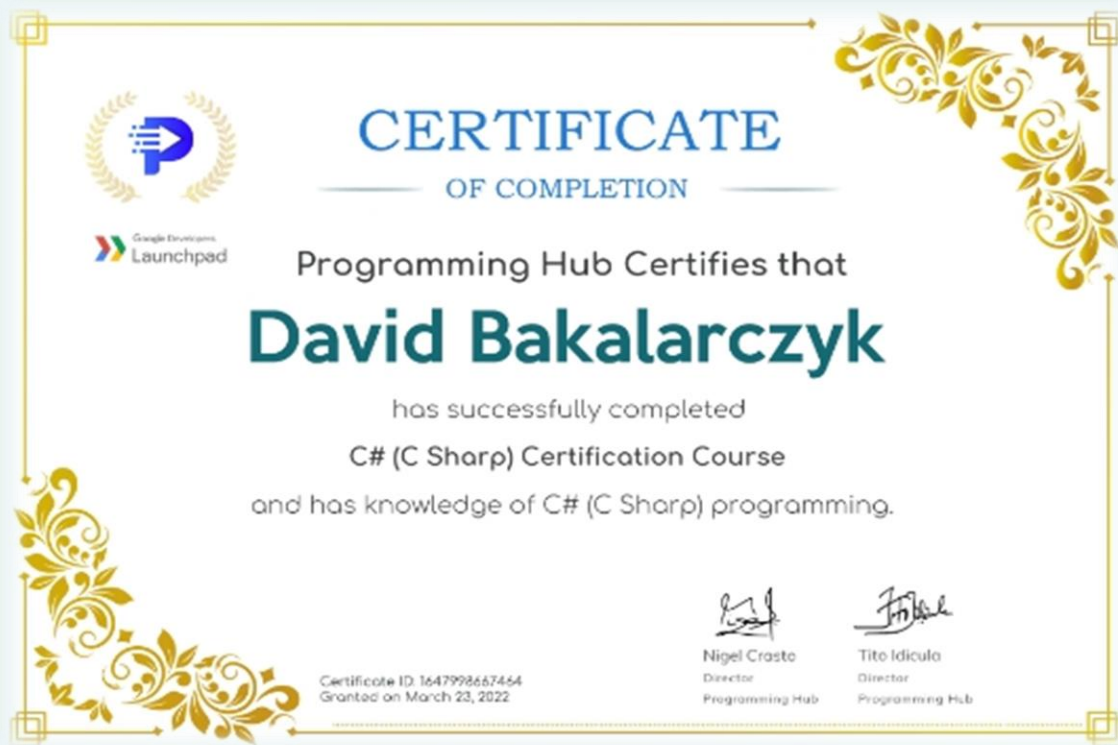 CERTIFICATE
OF COMPLETION
Google Developers
Launchpad
Programming Hub Certifies that
David Bakalarczyk
has successfully completed
C# (C Sharp) Certification Course
and has knowledge of C# (C Sharp) programming.
Nigel Crasto
Director
Programming Hub
Tito Idicula
Director
Programming Hub
Certificate ID: 1647998667464
Granted on March 23, 2022